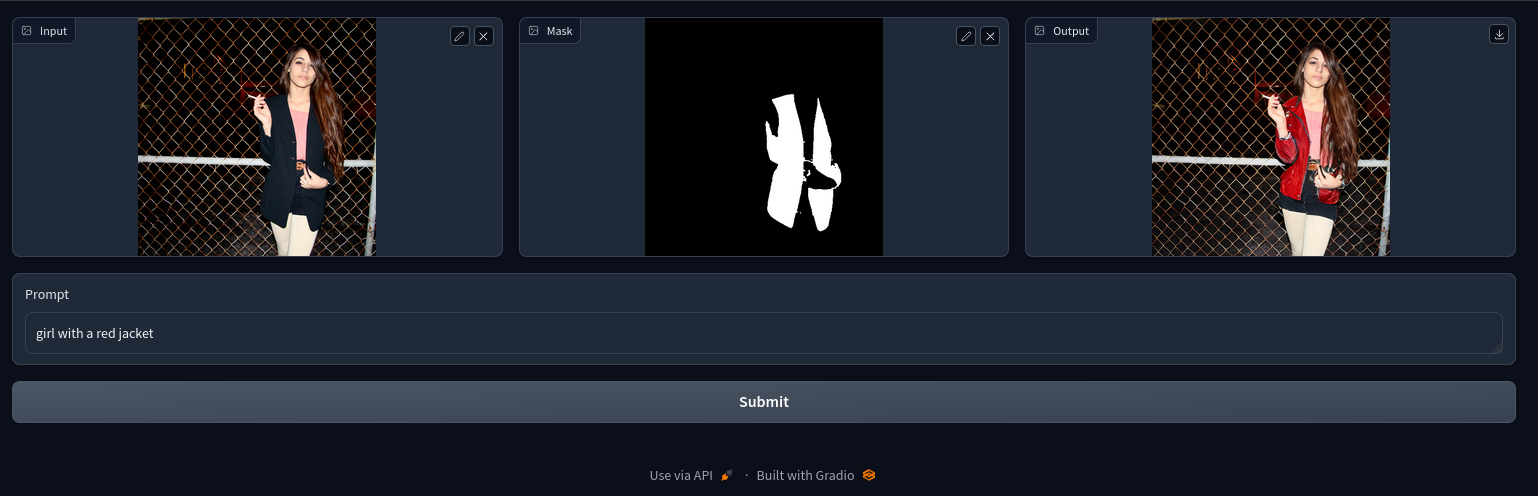 Input
Mask
Output
Prompt
girl with a red jacket
Submit
Use via API · Built with Gradio